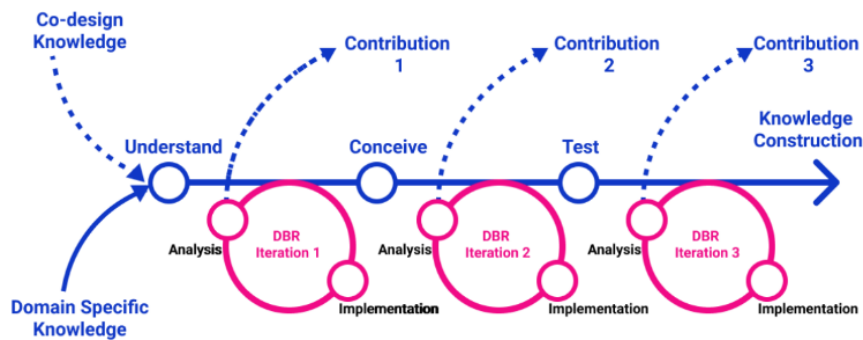 Co-design
Knowledge
Contribution
1
Contribution
2
Contribution
3
Understand
Conceive
Test
Knowledge
Construction
DBR
Iteration 1
Analysis
Implementation
DBR
Iteration 2
Analysis
Implementation
DBR
Iteration 3
Analysis
Implementation
Domain Specific
Knowledge